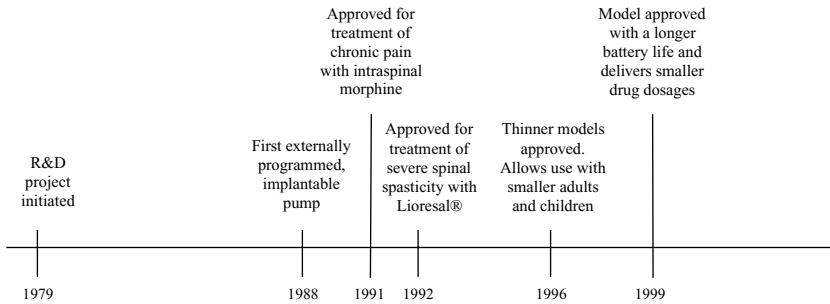 R&D
project
initiated
First externally
programmed,
implantable
pump
Approved for
treatment of
chronic pain
with intraspinal
morphine
Approved for
treatment of
severe spinal
spasticity with
Lioresal®
Thinner models
approved.
Allows use with
smaller adults
and children
Model approved
with a longer
battery life and
delivers smaller
drug dosages
1979
1988
1991
1992
1996
1999